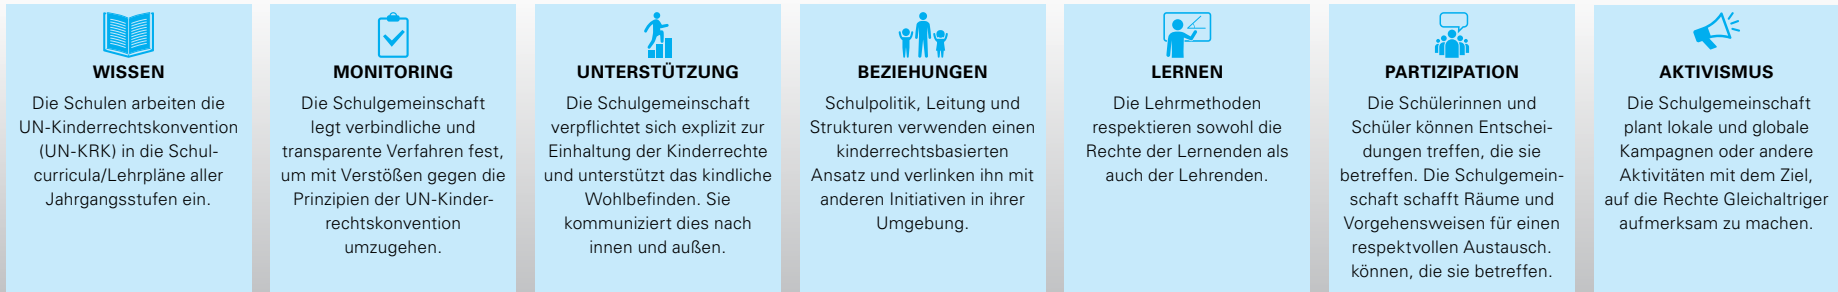 WISSEN
Die Schulen arbeiten die
UN-Kinderrechtskonvention
(UN-KRK) in die Schul-
curricula/Lehrpläne aller
Jahrgangsstufen ein.
MONITORING
Die Schulgemeinschaft
legt verbindliche und
transparente Verfahren fest,
um mit Verstößen gegen die
Prinzipien der UN-Kinder-
rechtskonvention
umzugehen.
UNTERSTÜTZUNG
Die Schulgemeinschaft
verpflichtet sich explizit zur
Einhaltung der Kinderrechte
und unterstützt das kindliche
Wohlbefinden. Sie
kommuniziert dies nach
innen und außen.
BEZIEHUNGEN
Schulpolitik, Leitung und
Strukturen verwenden einen
kinderrechtsbasierten
Ansatz und verlinken ihn mit
anderen Initiativen in ihrer
Umgebung.
LERNEN
Die Lehrmethoden
respektieren sowohl die
Rechte der Lernenden als
auch der Lehrenden.
PARTIZIPATION
Die Schülerinnen und
Schüler können Entschei-
dungen treffen, die sie
betreffen. Die Schulgemein-
schaft schafft Räume und
Vorgehensweisen für einen
respektvollen Austausch.
können, die sie betreffen.
AKTIVISMUS
Die Schulgemeinschaft
plant lokale und globale
Kampagnen oder andere
Aktivitäten mit dem Ziel,
auf die Rechte Gleichaltriger
aufmerksam zu machen.